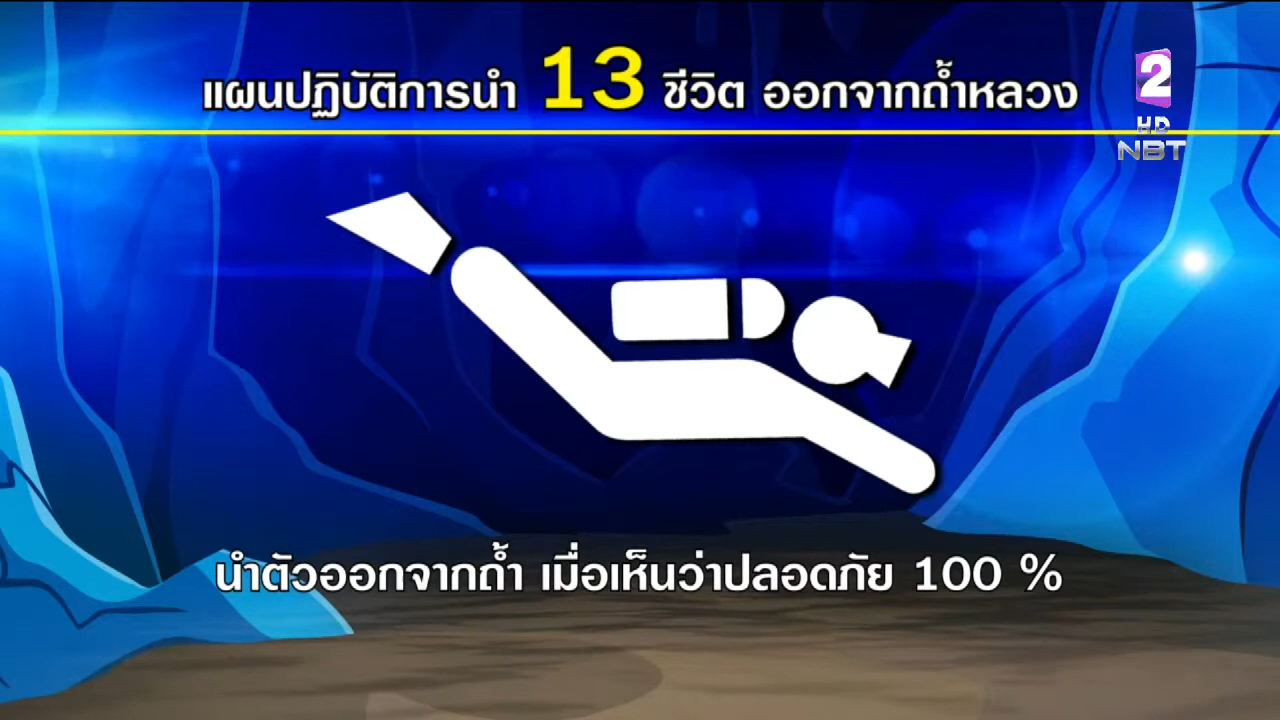 แผนปฏิบัติการนำ 13 ชีวิต ออกจากถ้ำหลวง
2
HD
NBT
นำตัวออกจากถ้ำ เมื่อเห็นว่าปลอดภัย 100 %